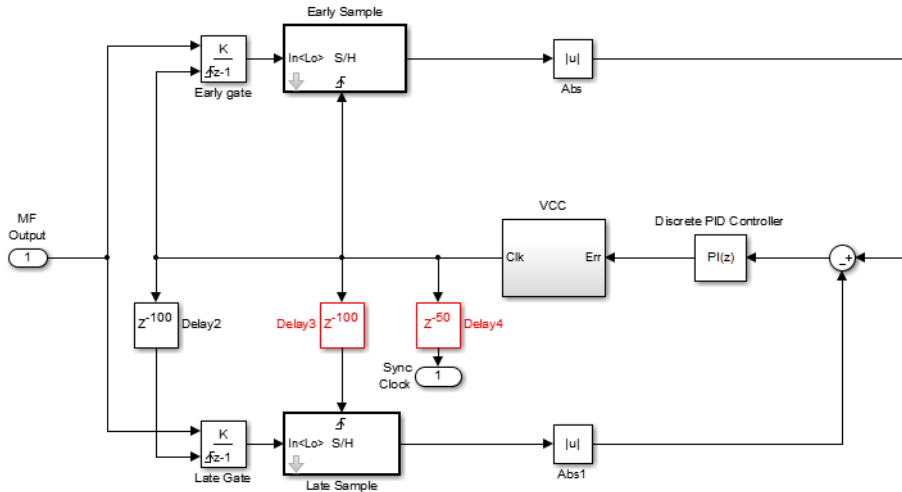 Early Sample
K
z-1
Early gate
In<Lo> S/H
|u|
Abs
MF
Output
1
VCC
Clk
Err
Discrete PID Controller
PI(z)
-+
z-100
Delay2
Delay3
z-100
z-50
Delay4
Sync
Clock
1
K
z-1
Late Gate
In<Lo> S/H
Late Sample
|u|
Abs1